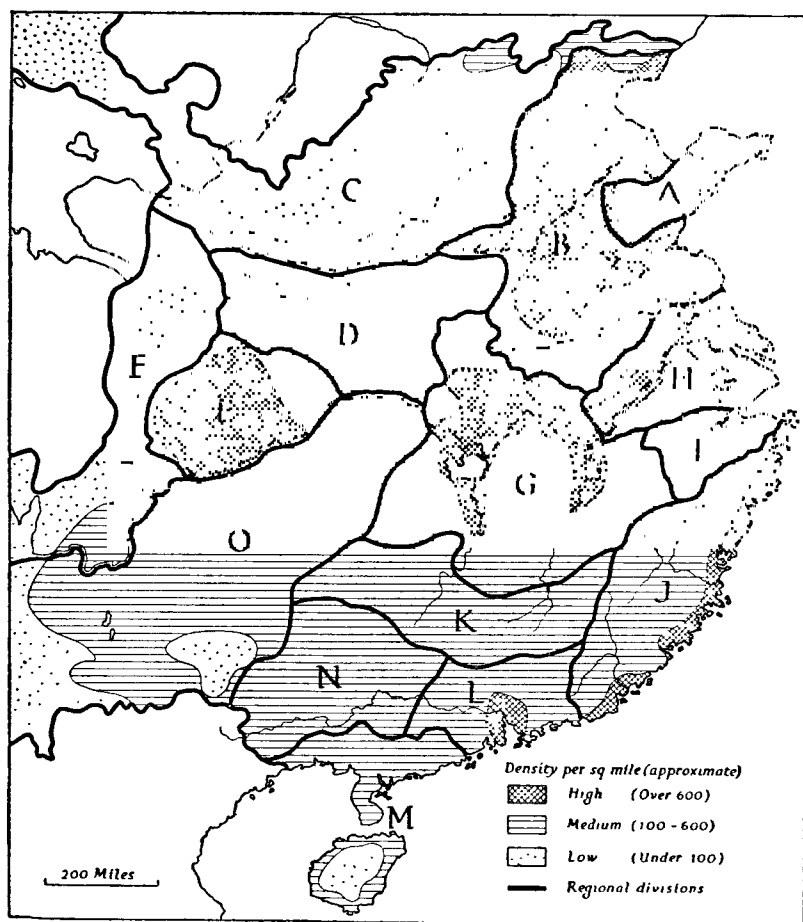 A
C
B
D
F
H
I
G
O
J
K
N
L
M
Density per sq mile (approximate)
High (Over 600)
Medium (100 - 600)
Low (Under 100)
Regional divisions
200 Miles